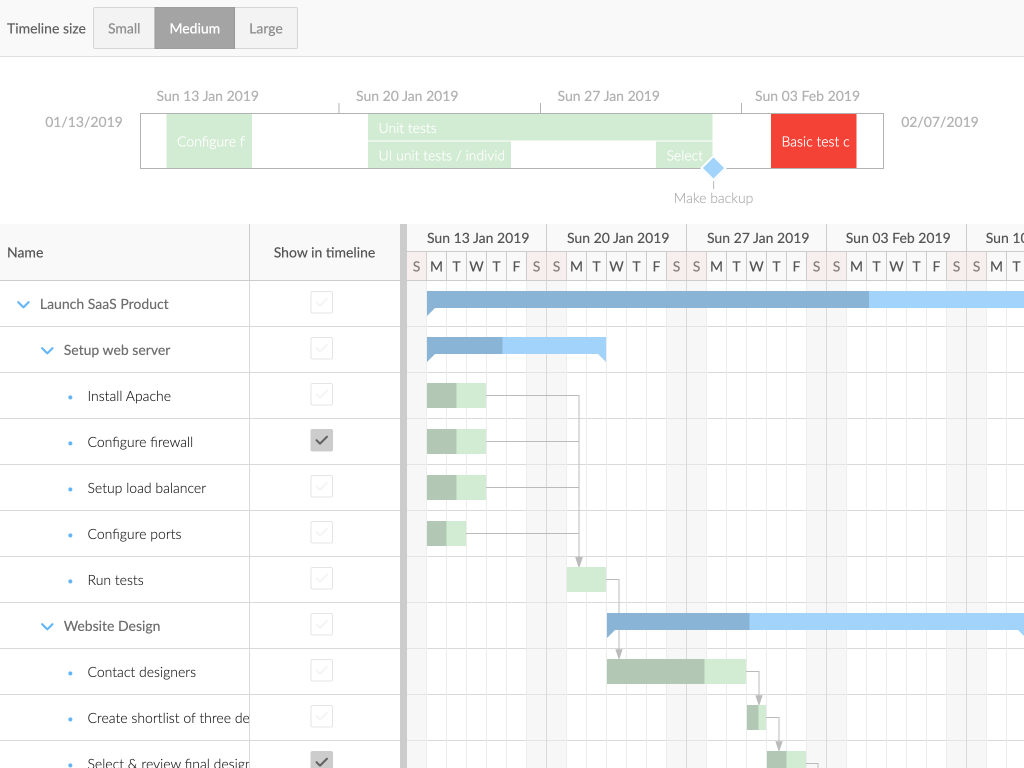 Timeline size Small Medium Large
Sun 13 Jan 2019 Sun 20 Jan 2019 Sun 27 Jan 2019 Sun 03 Feb 2019
01/13/2019 02/07/2019
Configure f Unit tests Basic test c
UI unit tests / individ Select
Make backup
Name Show in timeline Sun 13 Jan 2019 Sun 20 Jan 2019 Sun 27 Jan 2019 Sun 03 Feb 2019 Sun 10
S M T W T F S S M T W T F S S M T W T F S S M T W T F S S M T
Launch SaaS Product
Setup web server
Install Apache
Configure firewall
Setup load balancer
Configure ports
Run tests
Website Design
Contact designers
Create shortlist of three de
Select & review final design